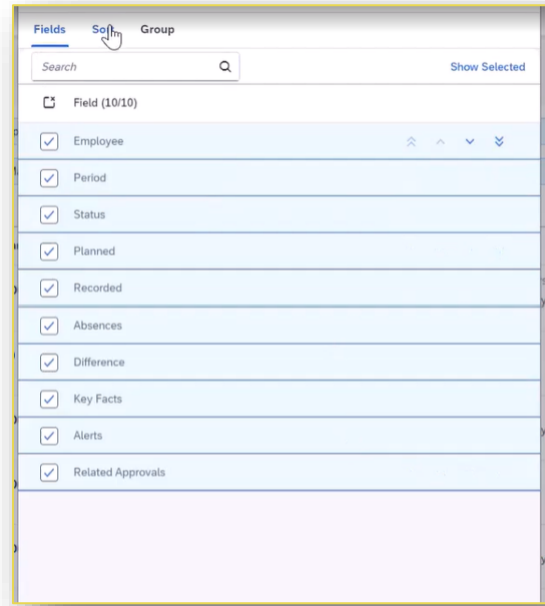 Fields Sort Group
Search Show Selected
Field (10/10)
Employee
Period
Status
Planned
Recorded
Absences
Difference
Key Facts
Alerts
Related Approvals